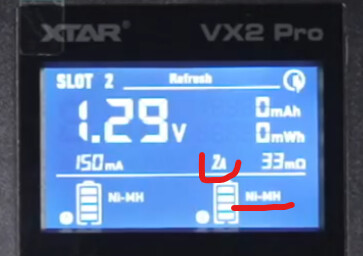 XTAR® VX2 Pro
SLOT 2 Refresh
1.29V
0mAh
0mWh
150mA 2A 33mΩ
Ni-MH Ni-MH